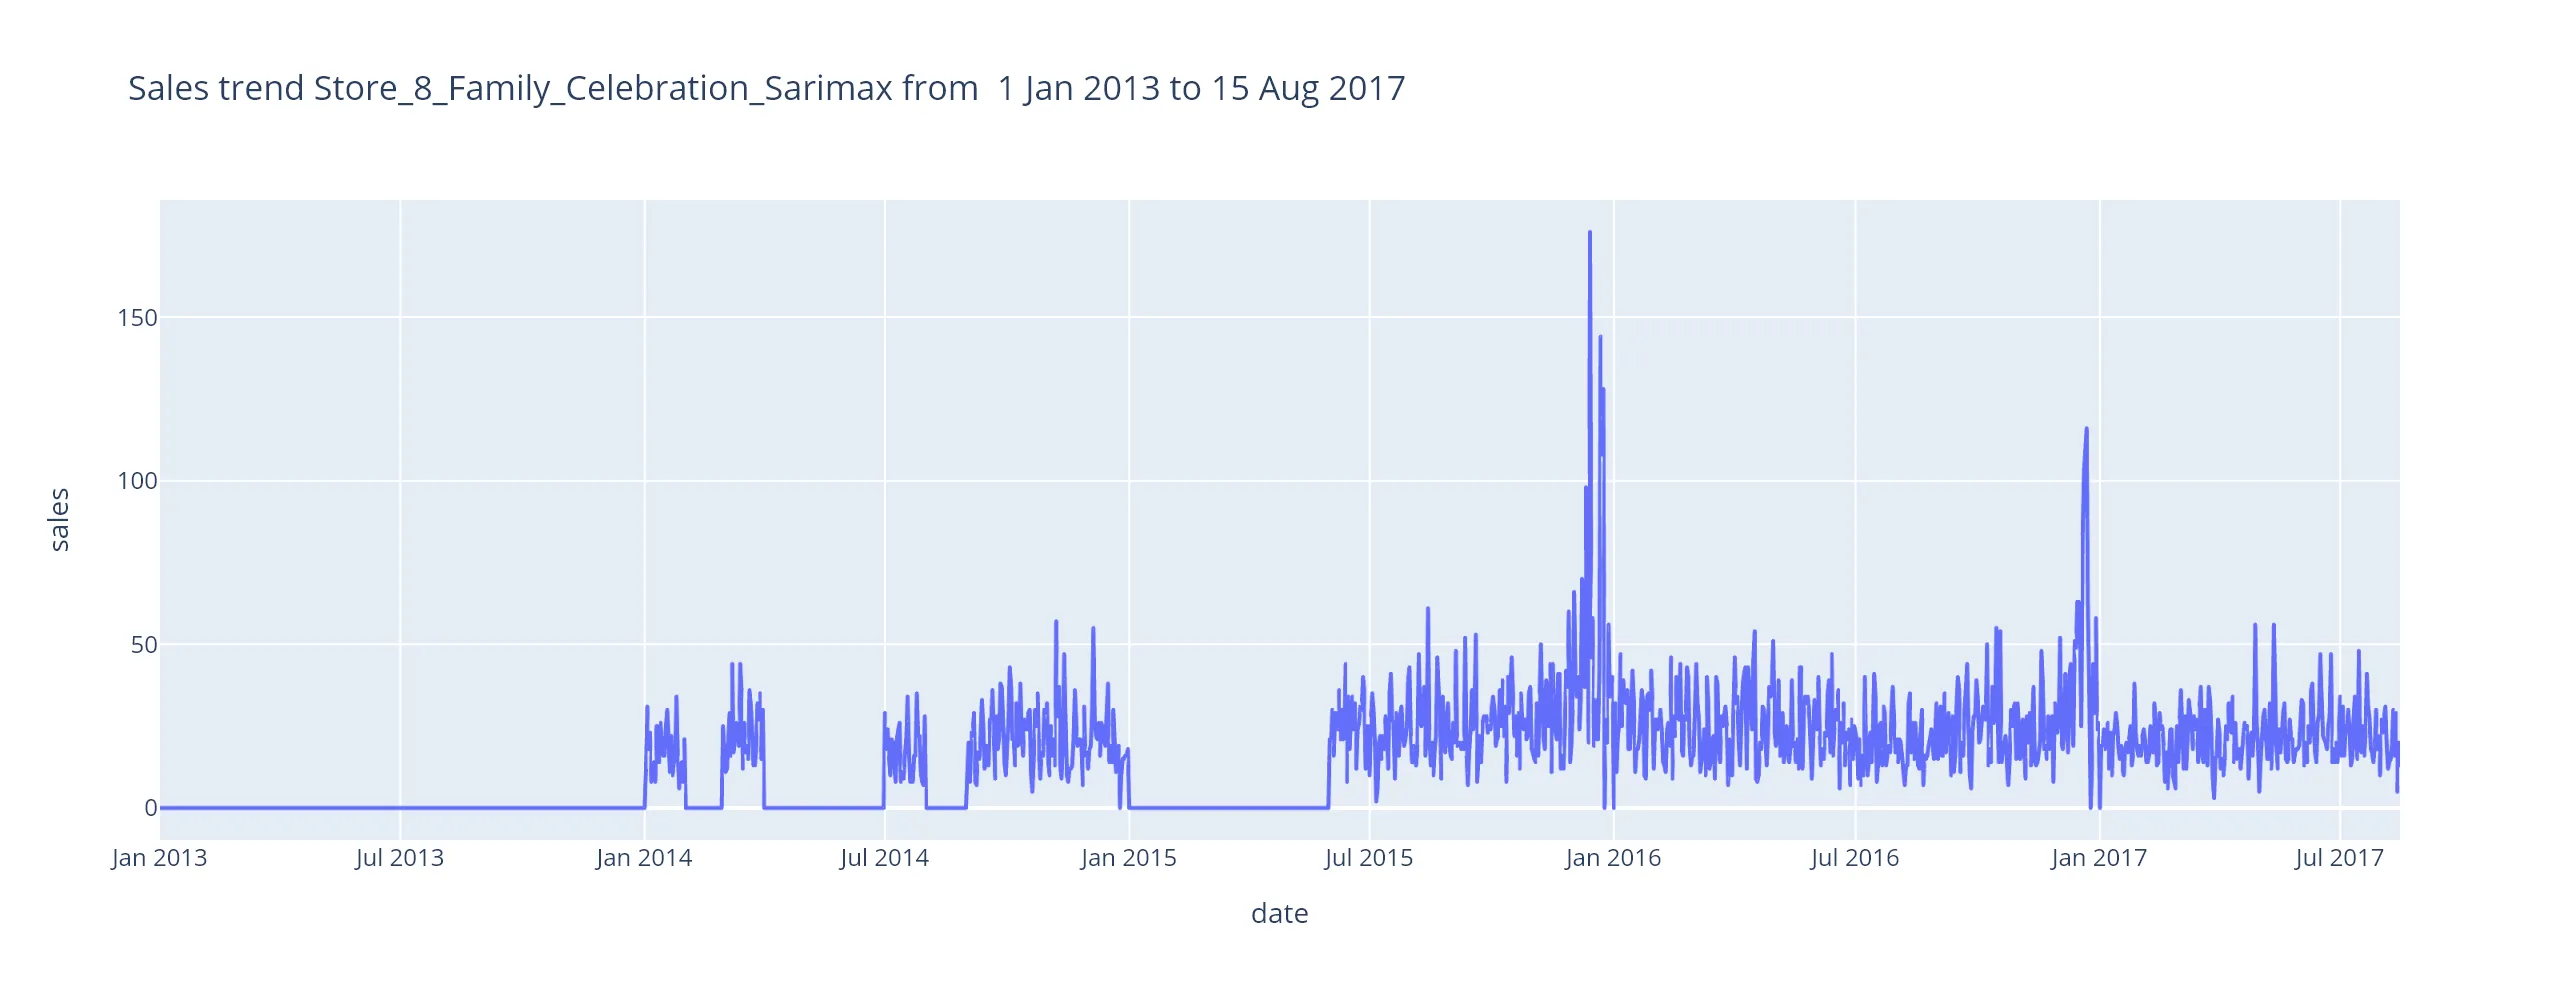 Sales trend Store_8_Family_Celebration_Sarimax from  1 Jan 2013 to 15 Aug 2017
150
100
50
0
sales
Jan 2013 Jul 2013 Jan 2014 Jul 2014 Jan 2015 Jul 2015 Jan 2016 Jul 2016 Jan 2017 Jul 2017
date